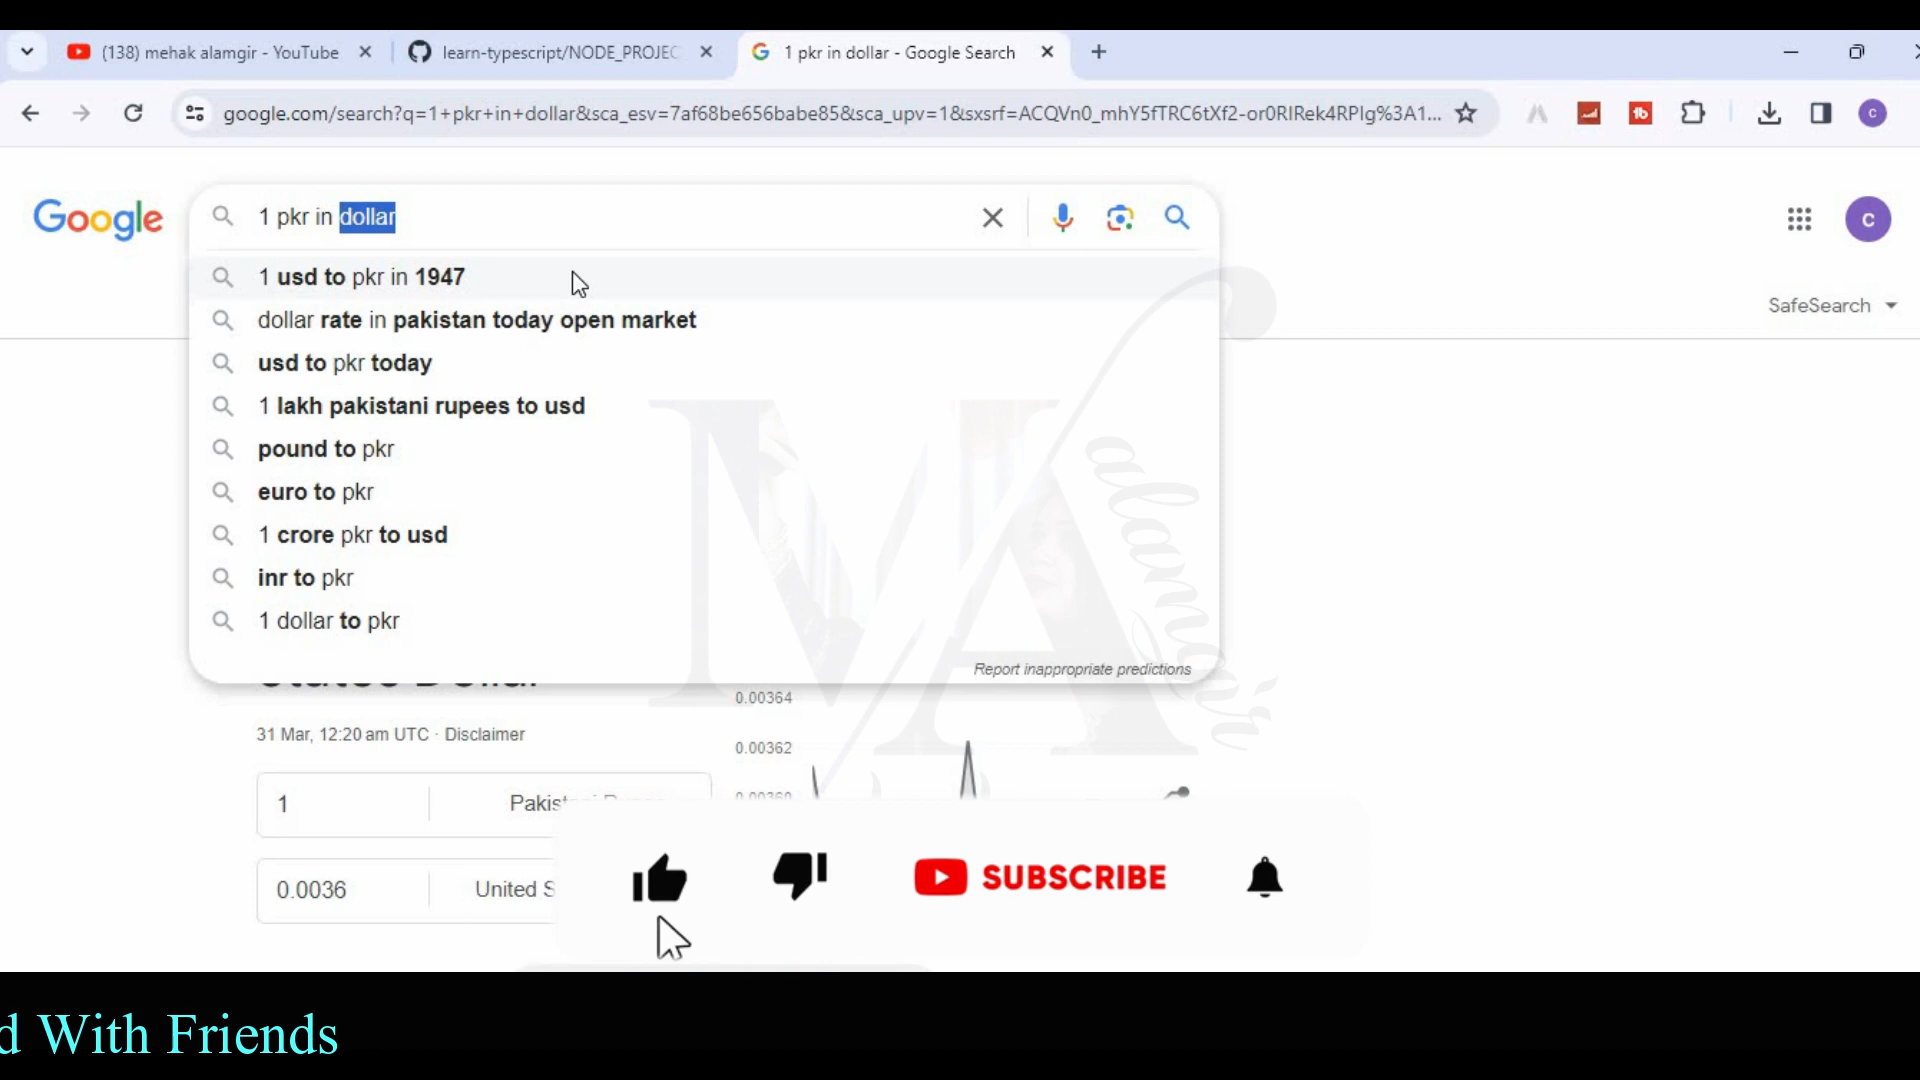 (138) mehak alamgir - YouTube
learn-typescript/NODE_PROJEC
1 pkr in dollar - Google Search
google.com/search?q=1+pkr+in+dollar&sca_esv=7af68be656babe85&sca_upv=1&sxsrf=ACQVn0_mhY5fTRC6tXf2-or0RIRek4RPIg%3A1...
Google
1 pkr in dollar
C
1 usd to pkr in 1947
SafeSearch
dollar rate in pakistan today open market
usd to pkr today
1 lakh pakistani rupees to usd
pound to pkr
euro to pkr
1 crore pkr to usd
inr to pkr
1 dollar to pkr
Report inappropriate predictions
MA alamgir
0.00364
31 Mar, 12:20 am UTC · Disclaimer
0.00362
0.00360
1
0.0036
United S
SUBSCRIBE
d With Friends